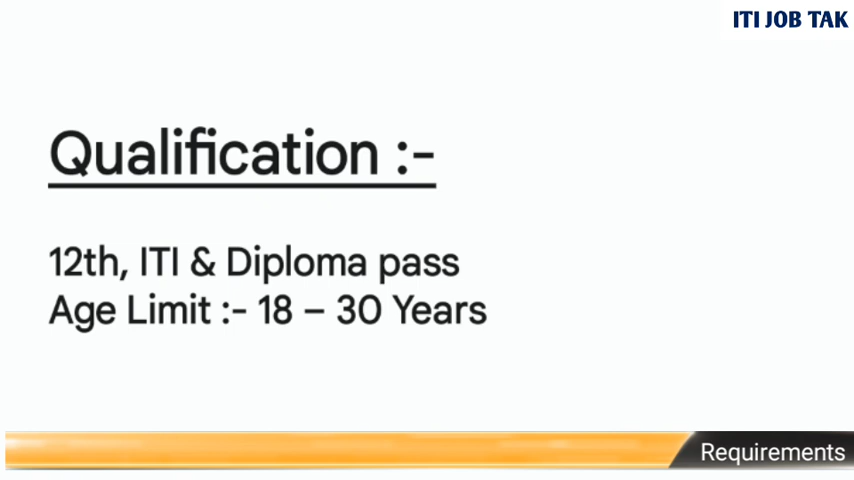 ITI JOB TAK
Qualification :-
12th, ITI & Diploma pass
Age Limit :- 18 – 30 Years
Requirements